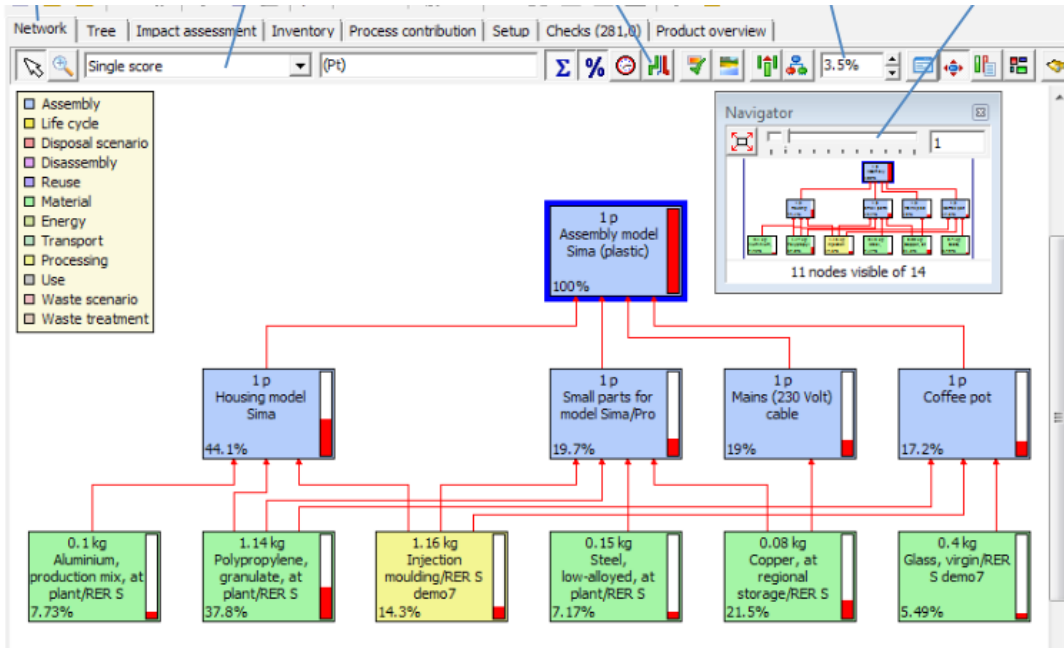 Network Tree Impact assessment Inventory Process contribution Setup Checks (281,0) Product overview
Single score (Pt) Σ % 3.5%
Assembly
Life cycle
Disposal scenario
Disassembly
Reuse
Material
Energy
Transport
Processing
Use
Waste scenario
Waste treatment
Navigator
1
11 nodes visible of 14
1 p
Assembly model
Sima (plastic)
100%
1 p
Housing model
Sima
44.1%
1 p
Small parts for
model Sima/Pro
19.7%
1 p
Mains (230 Volt)
cable
19%
1 p
Coffee pot
17.2%
0.1 kg
Aluminium,
production mix, at
plant/RER S
7.73%
1.14 kg
Polypropylene,
granulate, at
plant/RER S
37.8%
1.16 kg
Injection
moulding/RER S
demo7
14.3%
0.15 kg
Steel,
low-alloyed, at
plant/RER S
7.17%
0.08 kg
Copper, at
regional
storage/RER S
21.5%
0.4 kg
Glass, virgin/RER
S demo7
5.49%